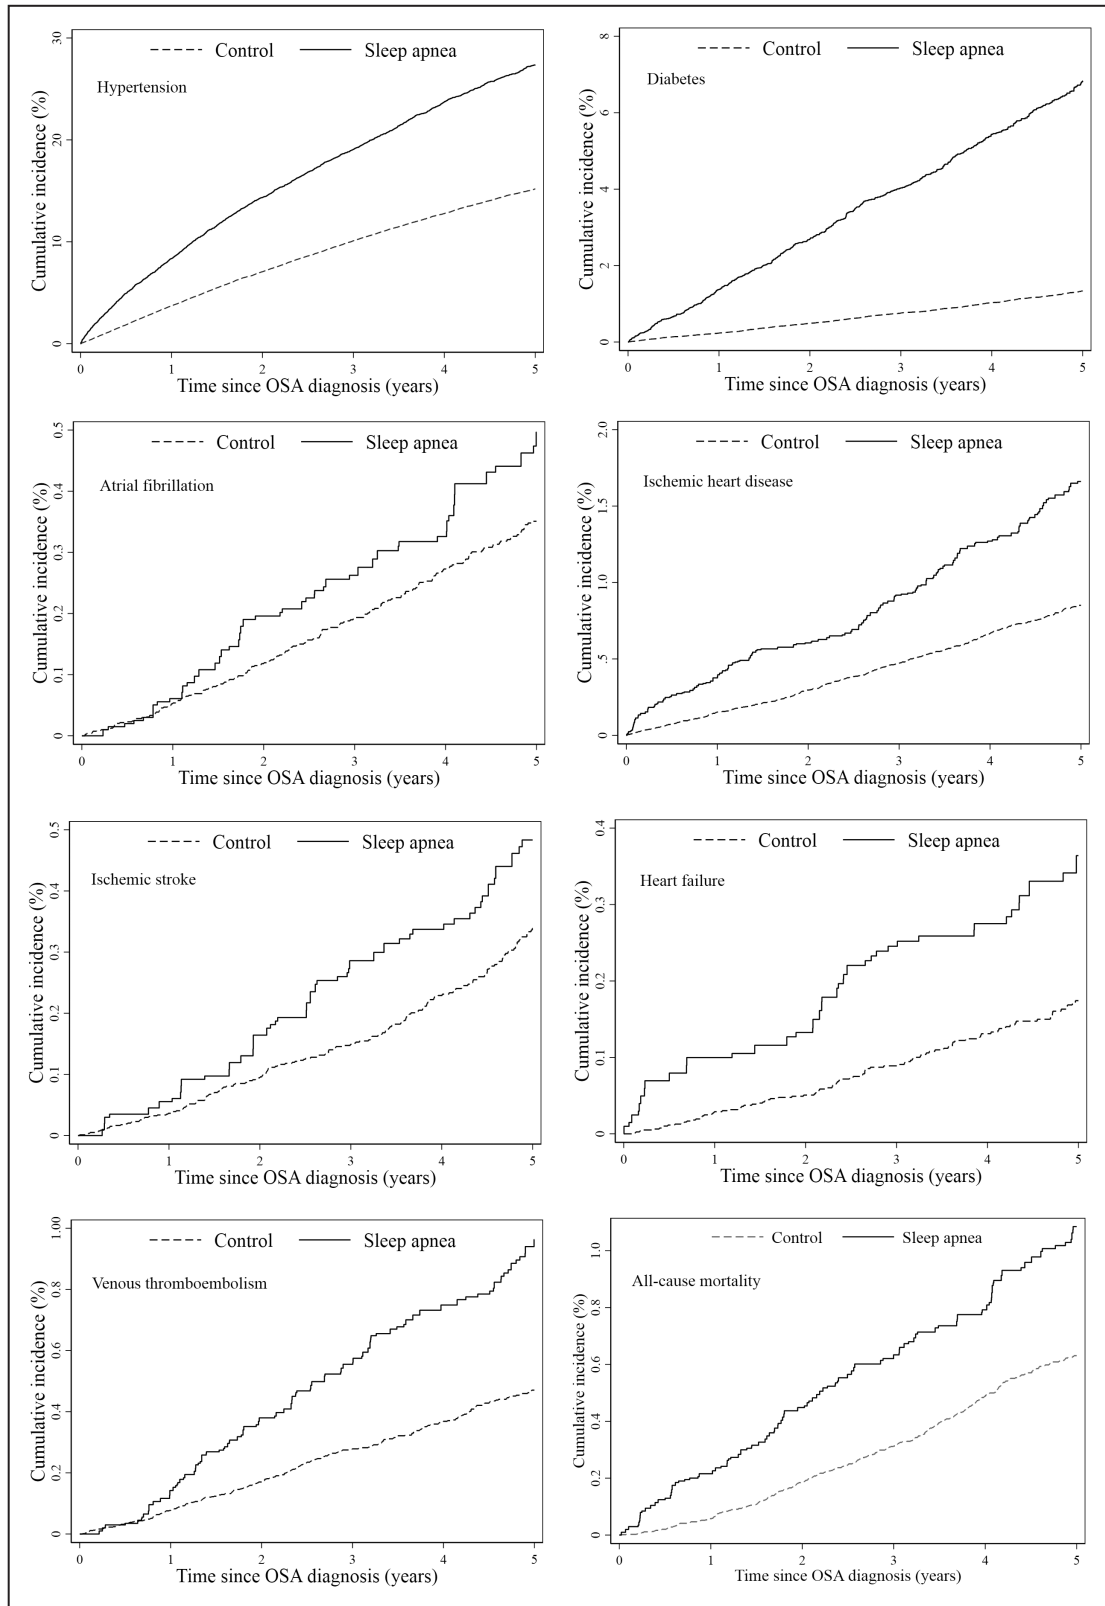 Control Sleep apnea
Hypertension
Cumulative incidence (%)
30
20
10
0
0 1 2 3 4 5
Time since OSA diagnosis (years)
Control Sleep apnea
Diabetes
Cumulative incidence (%)
8
6
4
2
0
0 1 2 3 4 5
Time since OSA diagnosis (years)
Control Sleep apnea
Atrial fibrillation
Cumulative incidence (%)
0.5
0.4
0.3
0.2
0.1
0
0 1 2 3 4 5
Time since OSA diagnosis (years)
Control Sleep apnea
Ischemic heart disease
Cumulative incidence (%)
2.0
1.5
1.0
.5
0
0 1 2 3 4 5
Time since OSA diagnosis (years)
Control Sleep apnea
Ischemic stroke
Cumulative incidence (%)
0.5
0.4
0.3
0.2
0.1
0
0 1 2 3 4 5
Time since OSA diagnosis (years)
Control Sleep apnea
Heart failure
Cumulative incidence (%)
0.4
0.3
0.2
0.1
0
0 1 2 3 4 5
Time since OSA diagnosis (years)
Control Sleep apnea
Venous thromboembolism
Cumulative incidence (%)
1.00
0.8
0.6
0.4
0.2
0
0 1 2 3 4 5
Time since OSA diagnosis (years)
Control Sleep apnea
All-cause mortality
Cumulative incidence (%)
1.0
0.8
0.6
0.4
0.2
0
0 1 2 3 4 5
Time since OSA diagnosis (years)